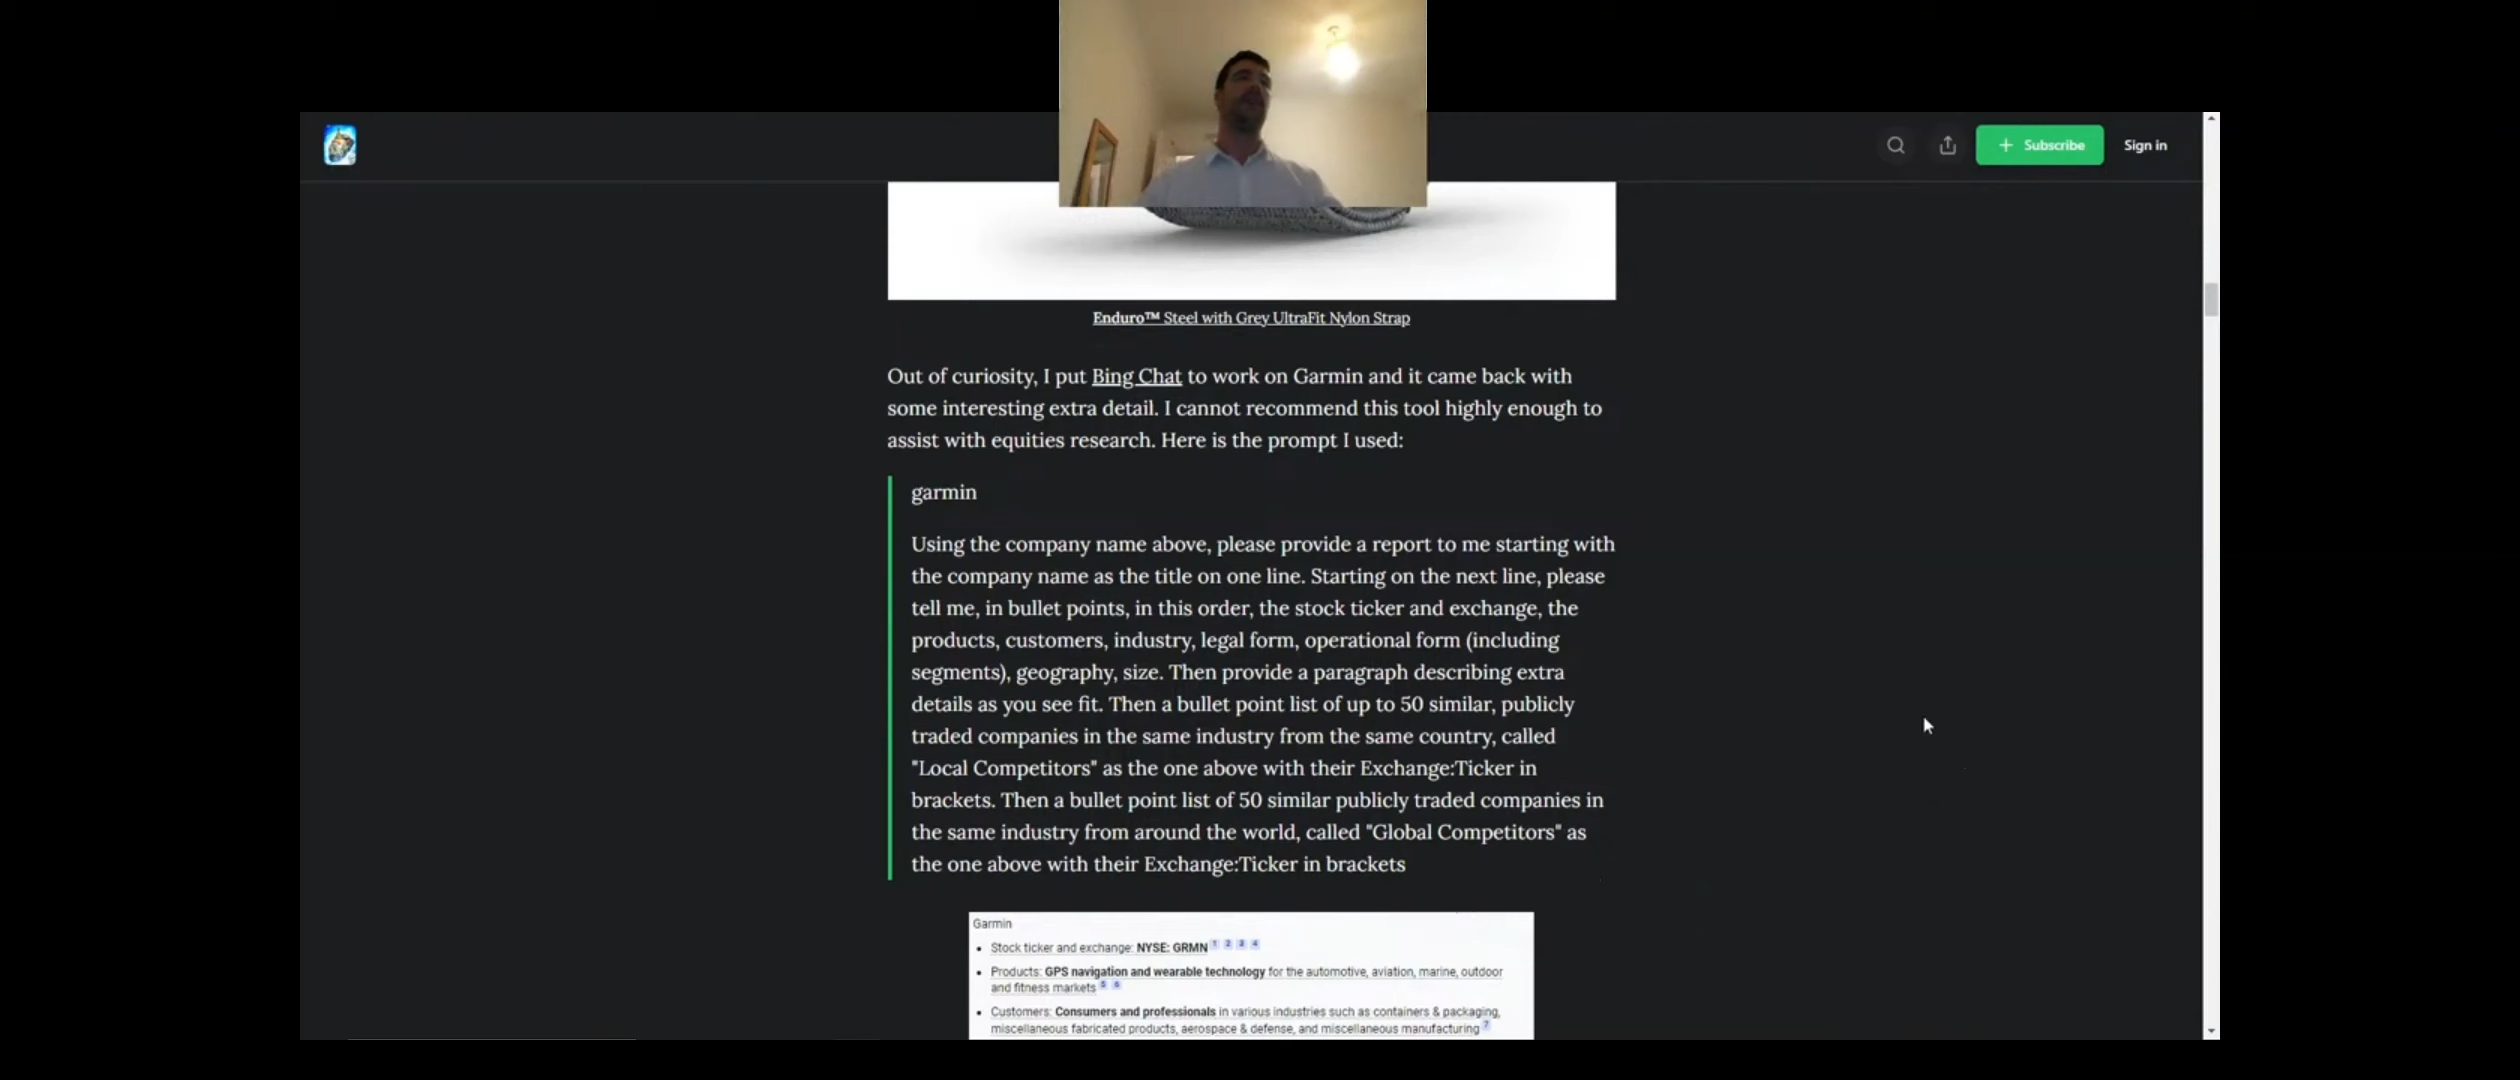 Subscribe
Sign in
Enduro™ Steel with Grey UltraFit Nylon Strap
Out of curiosity, I put Bing Chat to work on Garmin and it came back with
some interesting extra detail. I cannot recommend this tool highly enough to
assist with equities research. Here is the prompt I used:
garmin
Using the company name above, please provide a report to me starting with
the company name as the title on one line. Starting on the next line, please
tell me, in bullet points, in this order, the stock ticker and exchange, the
products, customers, industry, legal form, operational form (including
segments), geography, size. Then provide a paragraph describing extra
details as you see fit. Then a bullet point list of up to 50 similar, publicly
traded companies in the same industry from the same country, called
"Local Competitors" as the one above with their Exchange:Ticker in
brackets. Then a bullet point list of 50 similar publicly traded companies in
the same industry from around the world, called "Global Competitors" as
the one above with their Exchange:Ticker in brackets
Garmin
• Stock ticker and exchange: NYSE: GRMN 1 2 3 4
• Products: GPS navigation and wearable technology for the automotive, aviation, marine, outdoor
and fitness markets 5 6
• Customers: Consumers and professionals in various industries such as containers & packaging,
miscellaneous fabricated products, aerospace & defense, and miscellaneous manufacturing 7